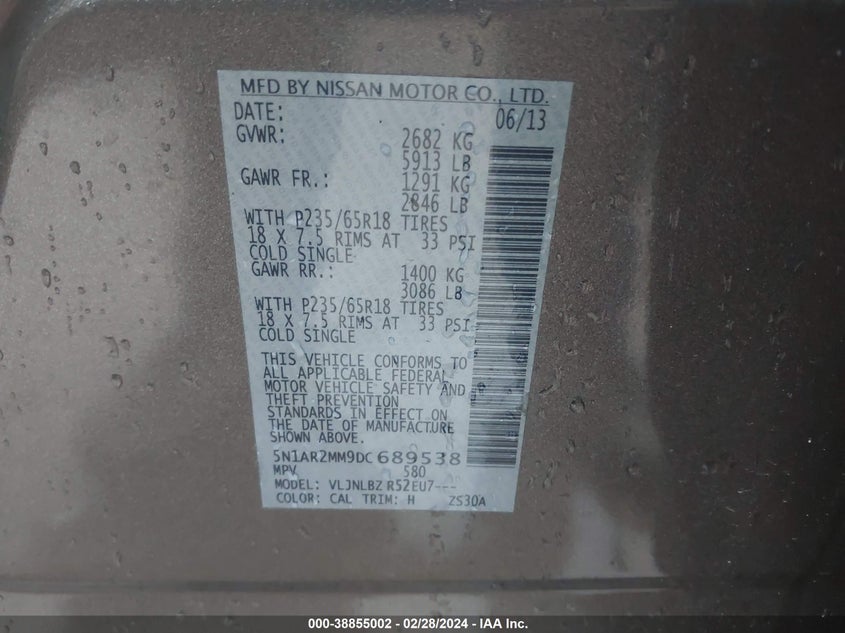 MFD BY NISSAN MOTOR CO., LTD.
DATE: 06/13
GVWR: 2682 KG
5913 LB
GAWR FR.: 1291 KG
2846 LB
WITH P235/65R18 TIRES
18 X 7.5 RIMS AT 33 PSI
COLD SINGLE
GAWR RR.: 1400 KG
3086 LB
WITH P235/65R18 TIRES
18 X 7.5 RIMS AT 33 PSI
COLD SINGLE
THIS VEHICLE CONFORMS TO
ALL APPLICABLE FEDERAL
MOTOR VEHICLE SAFETY AND
THEFT PREVENTION
STANDARDS IN EFFECT ON
THE DATE OF MANUFACTURE
SHOWN ABOVE.
5N1AR2MM9DC689538
MPV 580
MODEL: VLJNLBZ R52EU7---
COLOR: CAL TRIM: H ZS30A
000-38855002 - 02/28/2024 - IAA Inc.